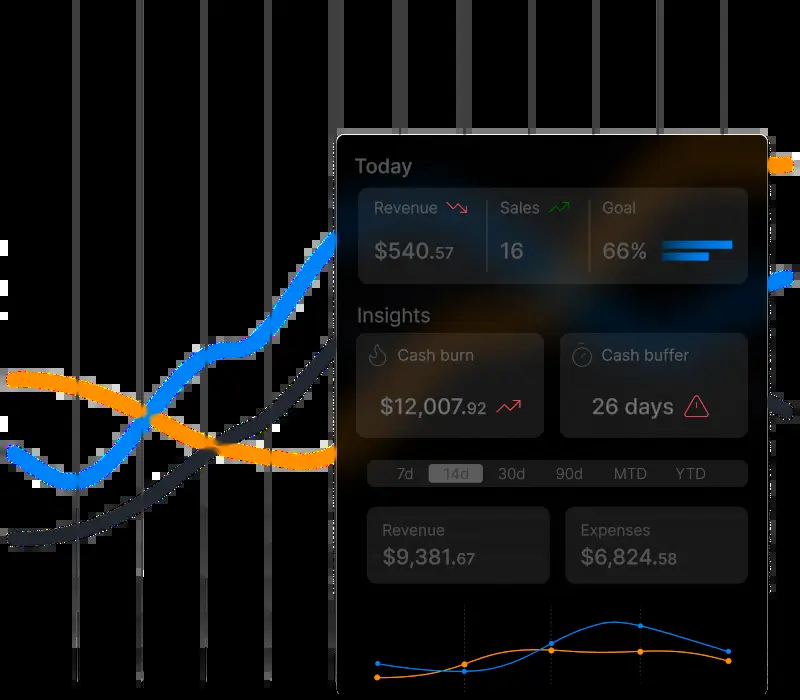 Today
Revenue Sales Goal
$540.57 16 66%
Insights
Cash burn Cash buffer
$12,007.92 26 days
7d 14d 30d 90d MTD YTD
Revenue Expenses
$9,381.67 $6,824.58